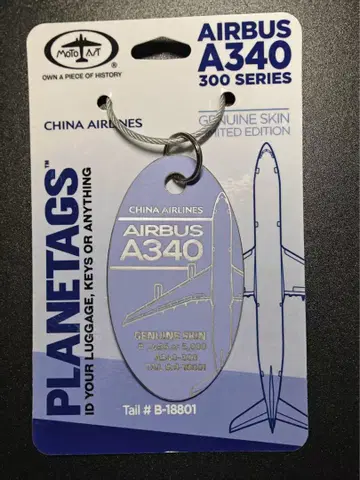 MotoArt
OWN A PIECE OF HISTORY
AIRBUS
A340
300 SERIES
CHINA AIRLINES
GENUINE SKIN
LIMITED EDITION
PLANETAGS™
ID YOUR LUGGAGE, KEYS OR ANYTHING
CHINA AIRLINES
AIRBUS
A340
GENUINE SKIN
Tail # B-18801